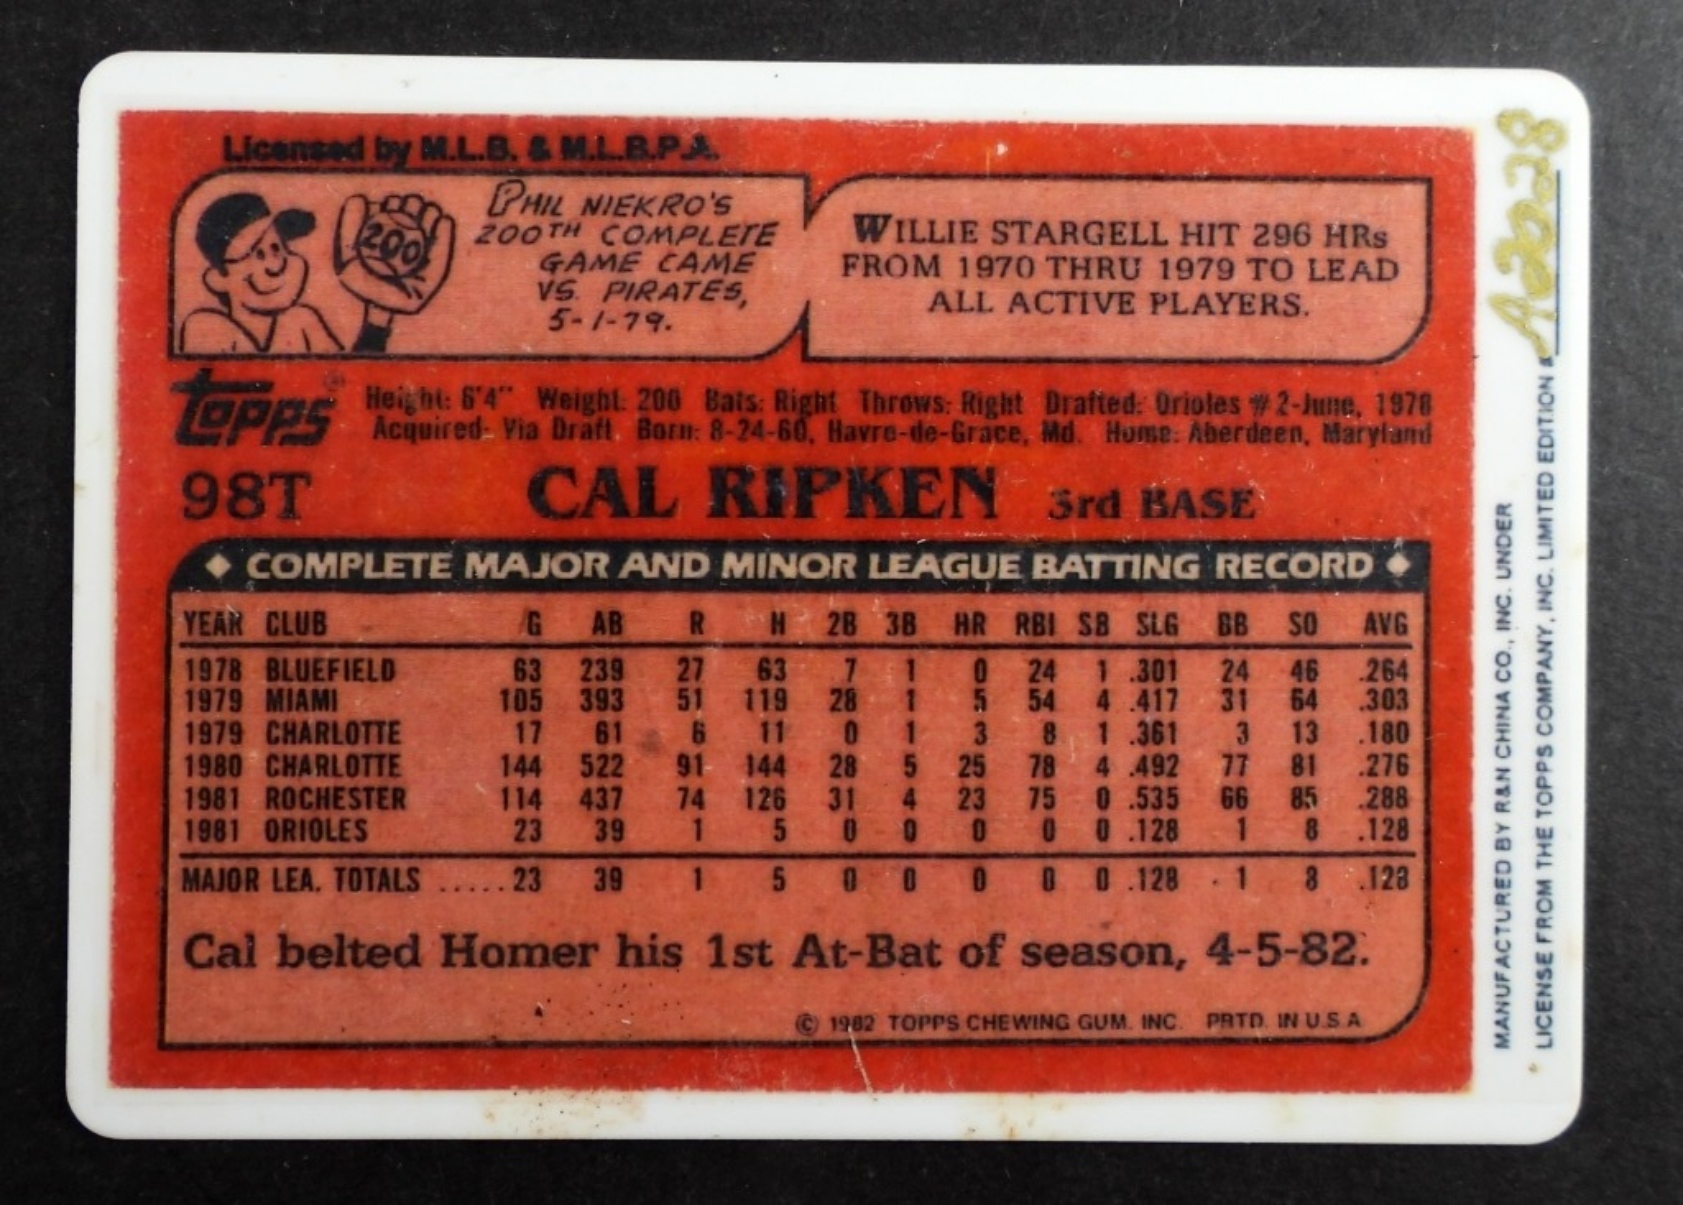 Licensed by M.L.B. & M.L.B.P.A.
200
PHIL NIEKRO'S
200TH COMPLETE
GAME CAME
VS. PIRATES,
5-1-79.
WILLIE STARGELL HIT 296 HRs
FROM 1970 THRU 1979 TO LEAD
ALL ACTIVE PLAYERS.
topps ®
Height: 6'4" Weight: 200 Bats: Right Throws: Right Drafted: Orioles #2-June, 1978
Acquired: Via Draft Born: 8-24-60, Havre-de-Grace, Md. Home: Aberdeen, Maryland
98T CAL RIPKEN 3rd BASE
◆ COMPLETE MAJOR AND MINOR LEAGUE BATTING RECORD ◆
YEAR CLUB G AB R H 2B 3B HR RBI SB SLG BB SO AVG
1978 BLUEFIELD 63 239 27 63 7 1 0 24 1 .301 24 46 .264
1979 MIAMI 105 393 51 119 28 1 5 54 4 .417 31 64 .303
1979 CHARLOTTE 17 61 6 11 0 1 3 8 1 .361 3 13 .180
1980 CHARLOTTE 144 522 91 144 28 5 25 78 4 .492 77 81 .276
1981 ROCHESTER 114 437 74 126 31 4 23 75 0 .535 66 85 .288
1981 ORIOLES 23 39 1 5 0 0 0 0 0 .128 1 8 .128
MAJOR LEA. TOTALS .....23 39 1 5 0 0 0 0 0 .128 1 8 .128
Cal belted Homer his 1st At-Bat of season, 4-5-82.
© 1982 TOPPS CHEWING GUM. INC. PRTD. IN U.S.A
MANUFACTURED BY R&N CHINA CO., INC. UNDER
LICENSE FROM THE TOPPS COMPANY, INC. LIMITED EDITION #